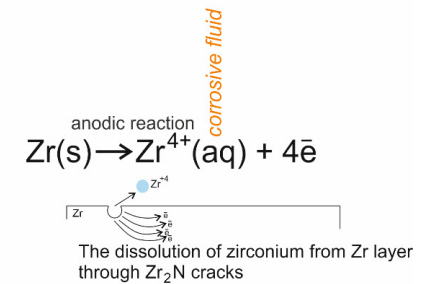 corrosive fluid
anodic reaction
Zr(s)→Zr⁴⁺(aq) + 4ē
Zr⁺⁴
Zr
ē
ē
ē
ē
The dissolution of zirconium from Zr layer
through Zr₂N cracks